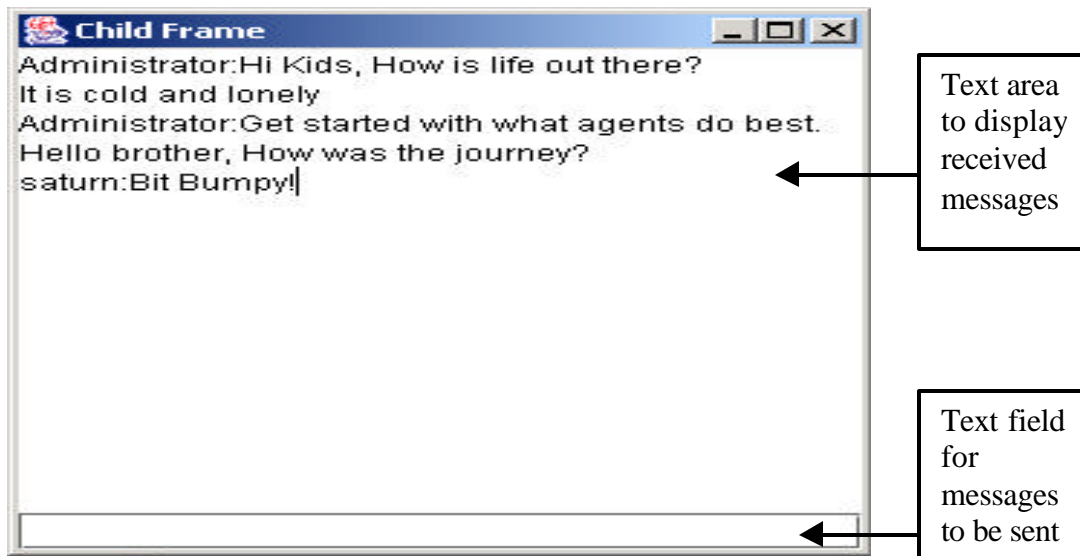 Child Frame
Administrator:Hi Kids, How is life out there?
It is cold and lonely
Administrator:Get started with what agents do best.
Hello brother, How was the journey?
saturn:Bit Bumpy!
Text area
to display
received
messages
Text field
for
messages
to be sent